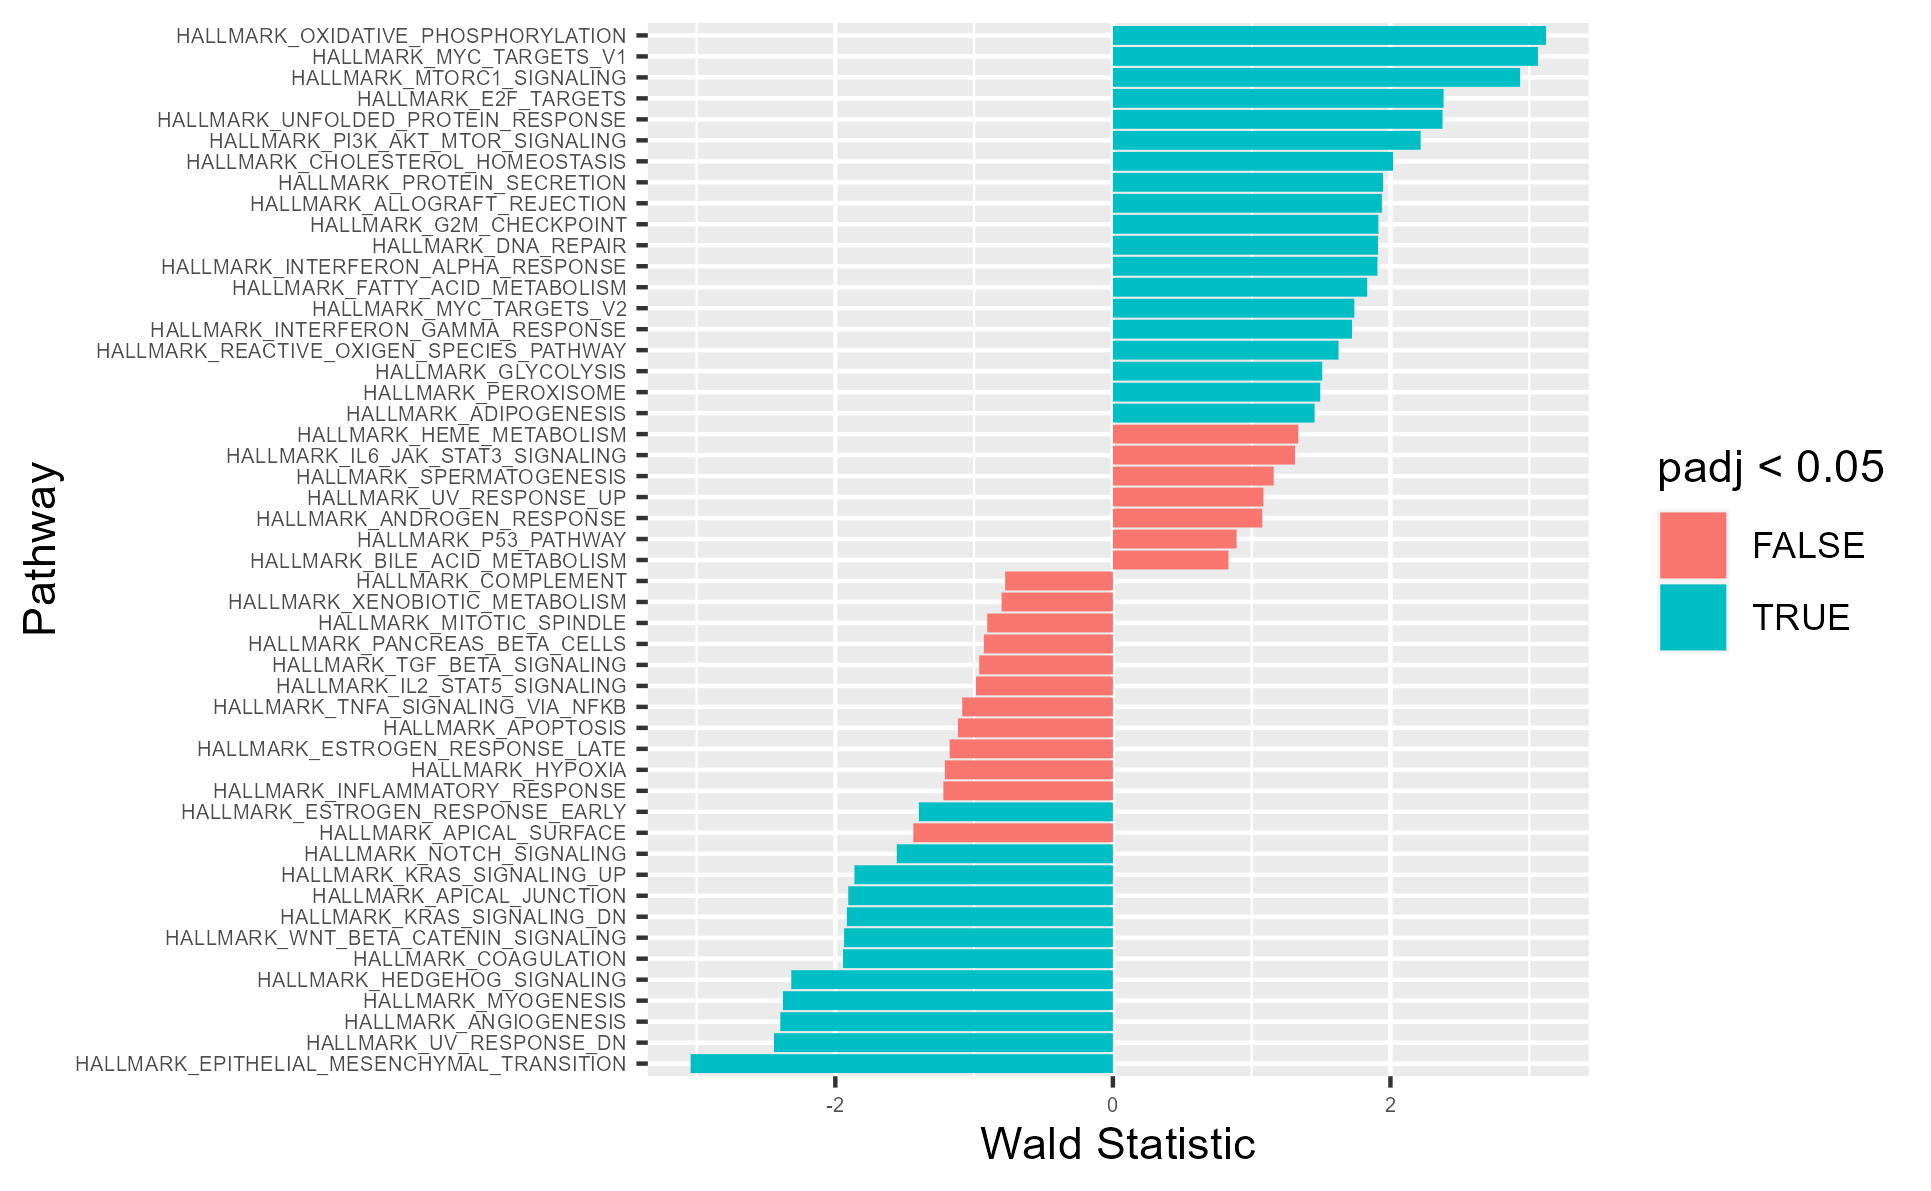 HALLMARK_OXIDATIVE_PHOSPHORYLATION
HALLMARK_MYC_TARGETS_V1
HALLMARK_MTORC1_SIGNALING
HALLMARK_E2F_TARGETS
HALLMARK_UNFOLDED_PROTEIN_RESPONSE
HALLMARK_PI3K_AKT_MTOR_SIGNALING
HALLMARK_CHOLESTEROL_HOMEOSTASIS
HALLMARK_PROTEIN_SECRETION
HALLMARK_ALLOGRAFT_REJECTION
HALLMARK_G2M_CHECKPOINT
HALLMARK_DNA_REPAIR
HALLMARK_INTERFERON_ALPHA_RESPONSE
HALLMARK_FATTY_ACID_METABOLISM
HALLMARK_MYC_TARGETS_V2
HALLMARK_INTERFERON_GAMMA_RESPONSE
HALLMARK_REACTIVE_OXIGEN_SPECIES_PATHWAY
HALLMARK_GLYCOLYSIS
HALLMARK_PEROXISOME
HALLMARK_ADIPOGENESIS
HALLMARK_HEME_METABOLISM
HALLMARK_IL6_JAK_STAT3_SIGNALING
HALLMARK_SPERMATOGENESIS
HALLMARK_UV_RESPONSE_UP
HALLMARK_ANDROGEN_RESPONSE
HALLMARK_P53_PATHWAY
HALLMARK_BILE_ACID_METABOLISM
HALLMARK_COMPLEMENT
HALLMARK_XENOBIOTIC_METABOLISM
HALLMARK_MITOTIC_SPINDLE
HALLMARK_PANCREAS_BETA_CELLS
HALLMARK_TGF_BETA_SIGNALING
HALLMARK_IL2_STAT5_SIGNALING
HALLMARK_TNFA_SIGNALING_VIA_NFKB
HALLMARK_APOPTOSIS
HALLMARK_ESTROGEN_RESPONSE_LATE
HALLMARK_HYPOXIA
HALLMARK_INFLAMMATORY_RESPONSE
HALLMARK_ESTROGEN_RESPONSE_EARLY
HALLMARK_APICAL_SURFACE
HALLMARK_NOTCH_SIGNALING
HALLMARK_KRAS_SIGNALING_UP
HALLMARK_APICAL_JUNCTION
HALLMARK_KRAS_SIGNALING_DN
HALLMARK_WNT_BETA_CATENIN_SIGNALING
HALLMARK_COAGULATION
HALLMARK_HEDGEHOG_SIGNALING
HALLMARK_MYOGENESIS
HALLMARK_ANGIOGENESIS
HALLMARK_UV_RESPONSE_DN
HALLMARK_EPITHELIAL_MESENCHYMAL_TRANSITION
Pathway
-2 0 2
Wald Statistic
padj < 0.05
FALSE
TRUE